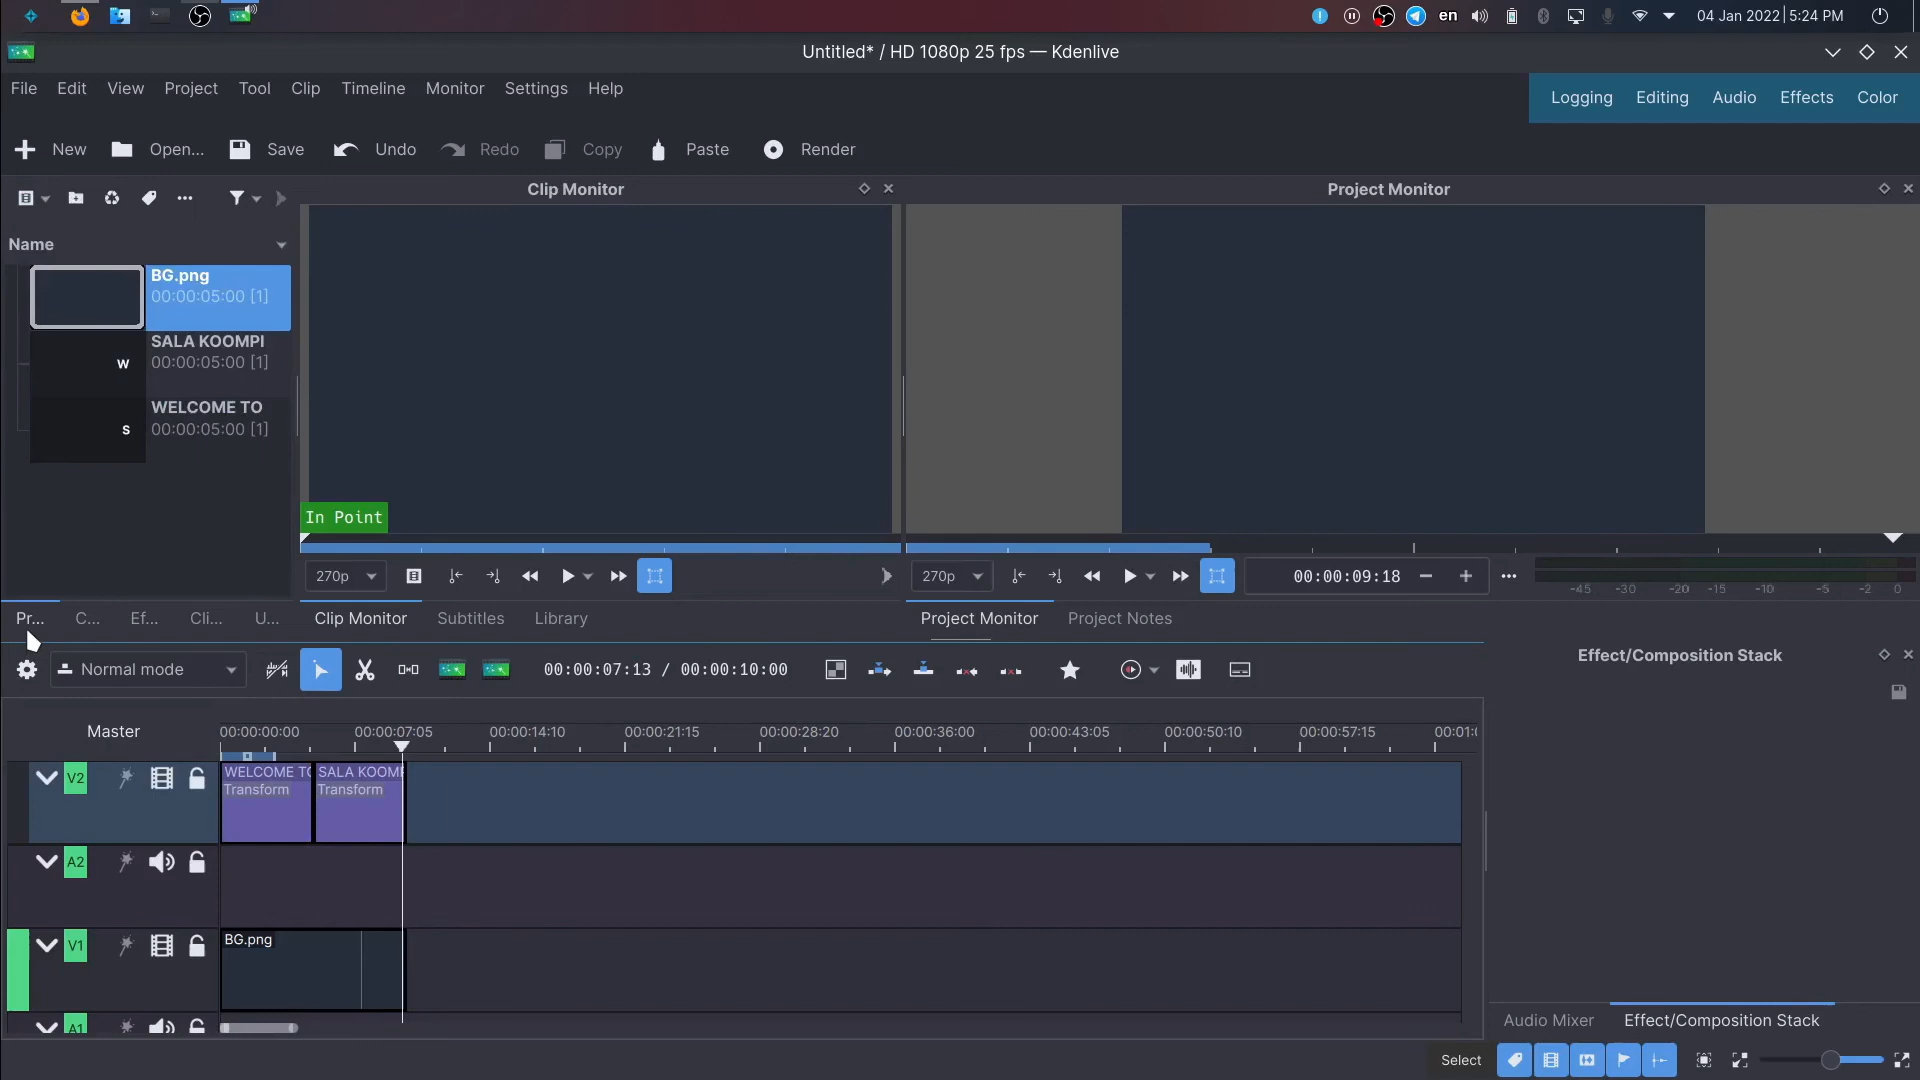 en
04 Jan 2022 5:24 PM
Untitled* / HD 1080p 25 fps — Kdenlive
File Edit View Project Tool Clip Timeline Monitor Settings Help
Logging Editing Audio Effects Color
New Open... Save Undo Redo Copy Paste Render
Clip Monitor
Project Monitor
Name
BG.png
00:00:05:00 [1]
W
SALA KOOMPI
00:00:05:00 [1]
S
WELCOME TO
00:00:05:00 [1]
In Point
270p
270p
00:00:09:18
-45 -30 -20 -15 -10 -5 -2 0
Pr... C... Ef... Cli... U...
Clip Monitor Subtitles Library
Project Monitor Project Notes
Normal mode
00:00:07:13 / 00:00:10:00
Effect/Composition Stack
Master
00:00:00:00 00:00:07:05 00:00:14:10 00:00:21:15 00:00:28:20 00:00:36:00 00:00:43:05 00:00:50:10 00:00:57:15 00:01:0
V2
WELCOME TO
Transform
SALA KOOMP
Transform
A2
V1
BG.png
A1
Audio Mixer Effect/Composition Stack
Select